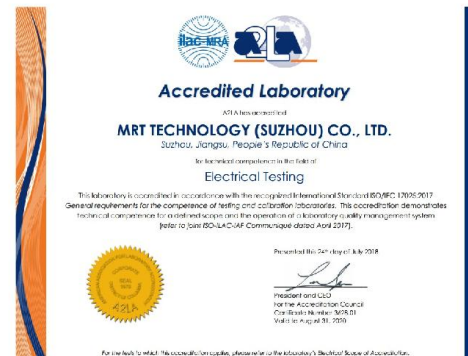 ilac-MRA
A2LA
Accredited Laboratory
A2LA has accredited
MRT TECHNOLOGY (SUZHOU) CO., LTD.
Suzhou, Jiangsu, People's Republic of China
for technical competence in the field of
Electrical Testing
This laboratory is accredited in accordance with the recognized International Standard ISO/IEC 17025:2017
General requirements for the competence of testing and calibration laboratories. This accreditation demonstrates
technical competence for a defined scope and the operation of a laboratory quality management system
(refer to joint ISO-ILAC-IAF Communiqué dated April 2017).
Presented this 24th day of July 2018
President and CEO
For the Accreditation Council
Certificate Number 3628.01
Valid to August 31, 2020
A2LA
For the tests to which this accreditation applies, please refer to the laboratory's Electrical Scope of Accreditation.